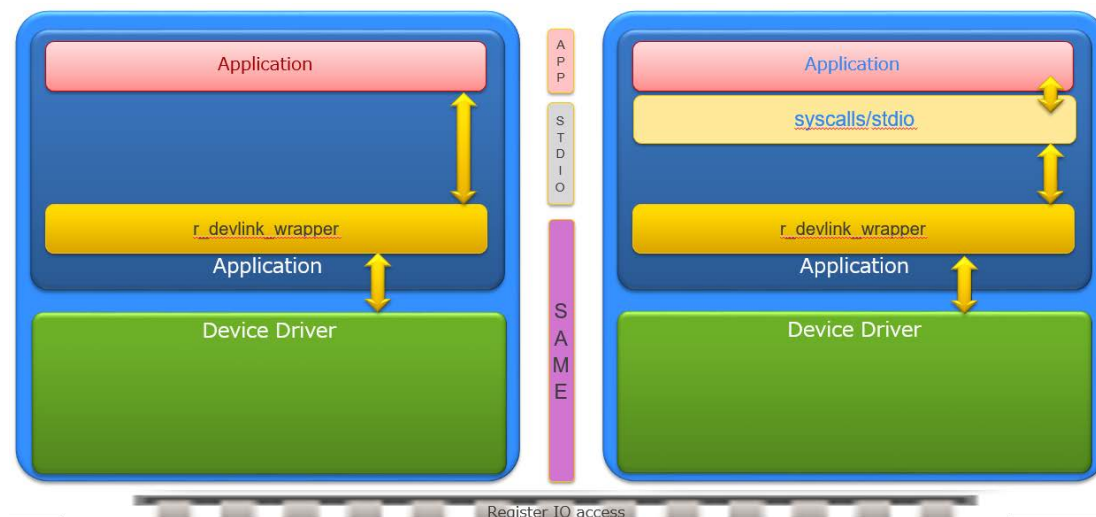 Application
r_devlink_wrapper
Application
Device Driver
A
P
P
S
T
D
I
O
S
A
M
E
Application
syscalls/stdio
r_devlink_wrapper
Application
Device Driver
Register IO access